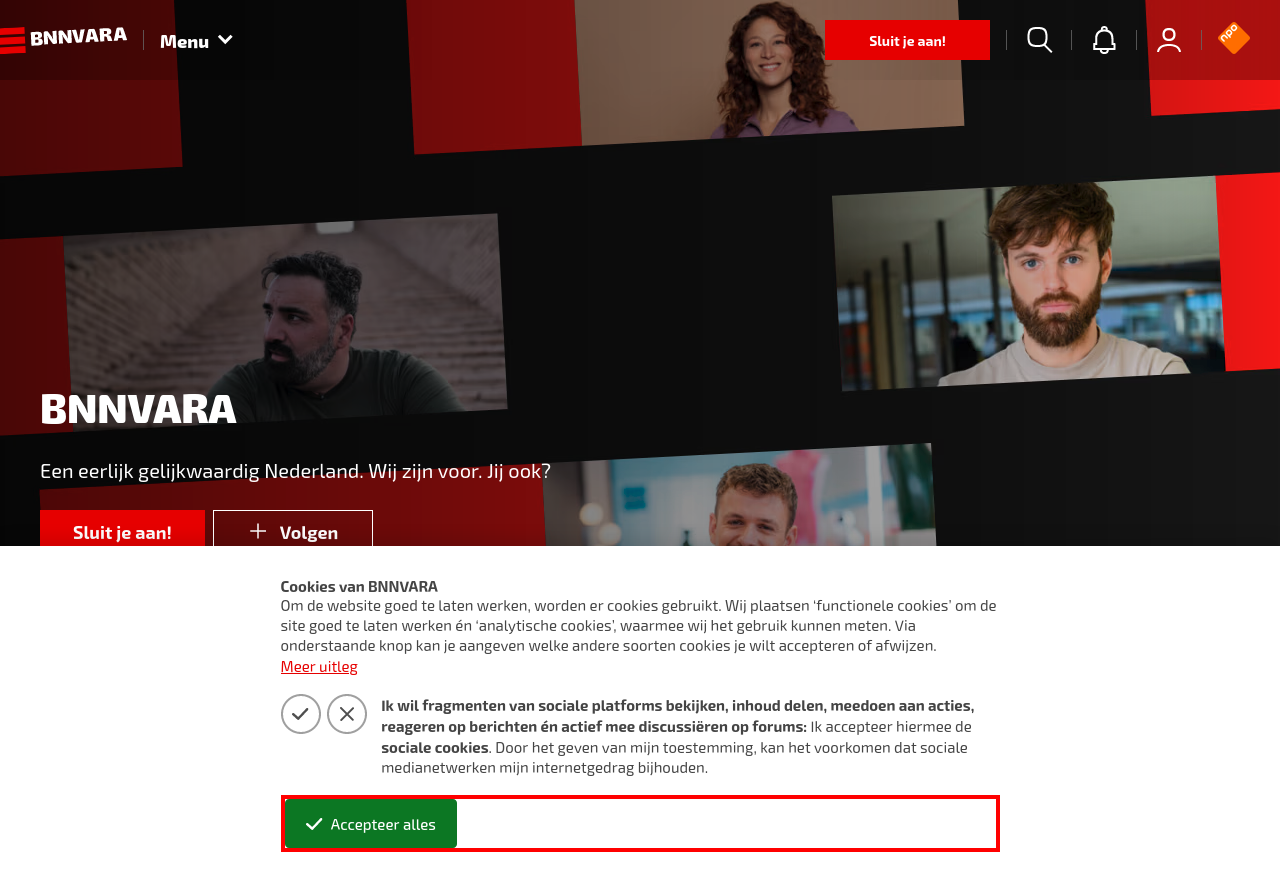 BNNVARA
Menu
Sluit je aan!
npo
BNNVARA
Een eerlijk gelijkwaardig Nederland. Wij zijn voor. Jij ook?
Sluit je aan!
Volgen
Cookies van BNNVARA
Om de website goed te laten werken, worden er cookies gebruikt. Wij plaatsen ‘functionele cookies’ om de
site goed te laten werken én ‘analytische cookies’, waarmee wij het gebruik kunnen meten. Via
onderstaande knop kan je aangeven welke andere soorten cookies je wilt accepteren of afwijzen.
Meer uitleg
Ik wil fragmenten van sociale platforms bekijken, inhoud delen, meedoen aan acties,
reageren op berichten én actief mee discussiëren op forums: Ik accepteer hiermee de
sociale cookies. Door het geven van mijn toestemming, kan het voorkomen dat sociale
medianetwerken mijn internetgedrag bijhouden.
Accepteer alles